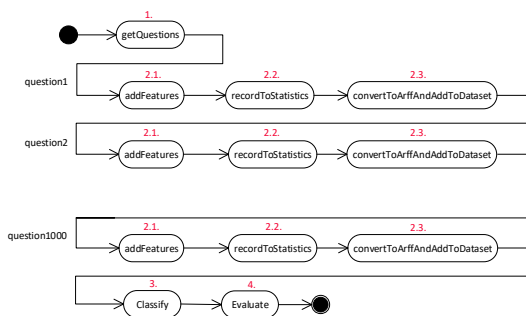 1.
getQuestions
question1
2.1. 2.2. 2.3.
addFeatures recordToStatistics convertToArffAndAddToDataset
question2
2.1. 2.2. 2.3.
addFeatures recordToStatistics convertToArffAndAddToDataset
question1000
2.1. 2.2. 2.3.
addFeatures recordToStatistics convertToArffAndAddToDataset
3. 4.
Classify Evaluate